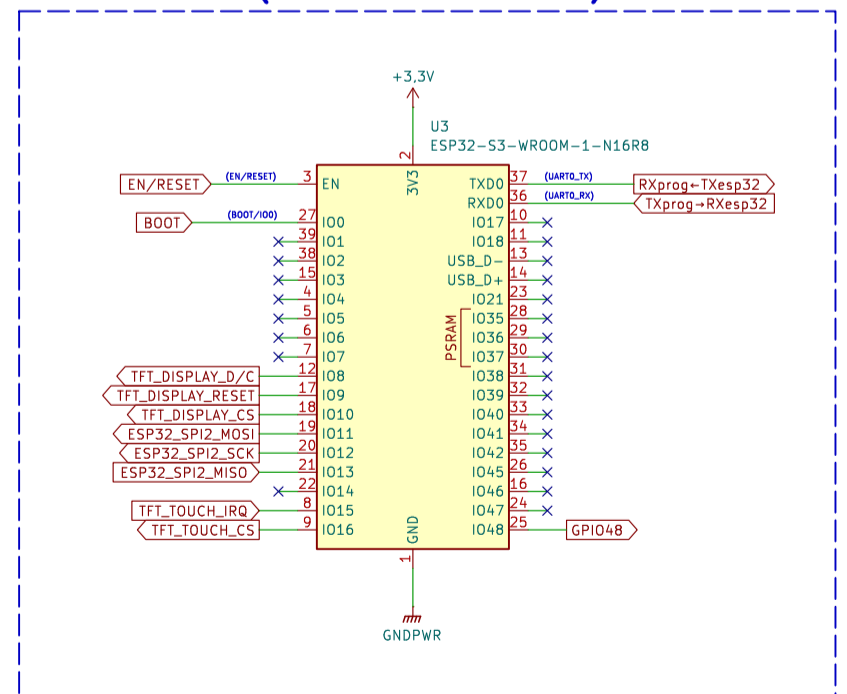 +3,3V
U3
ESP32-S3-WROOM-1-N16R8
2
3V3
EN/RESET
(EN/RESET)
3
EN
TXD0
37
(UART0_TX)
RXprog←TXesp32
RXD0
36
(UART0_RX)
TXprog→RXesp32
BOOT
(BOOT/IO0)
27
IO0
IO17
10
39
IO1
IO18
11
38
IO2
USB_D-
13
15
IO3
USB_D+
14
4
IO4
IO21
23
5
IO5
IO35
28
6
IO6
IO36
29
7
IO7
IO37
30
PSRAM
TFT_DISPLAY_D/C
12
IO8
IO38
31
TFT_DISPLAY_RESET
17
IO9
IO39
32
TFT_DISPLAY_CS
18
IO10
IO40
33
ESP32_SPI2_MOSI
19
IO11
IO41
34
ESP32_SPI2_SCK
20
IO12
IO42
35
ESP32_SPI2_MISO
21
IO13
IO45
26
22
IO14
IO46
16
TFT_TOUCH_IRQ
8
IO15
IO47
24
TFT_TOUCH_CS
9
IO16
IO48
25
GPIO48
GND
1
GNDPWR